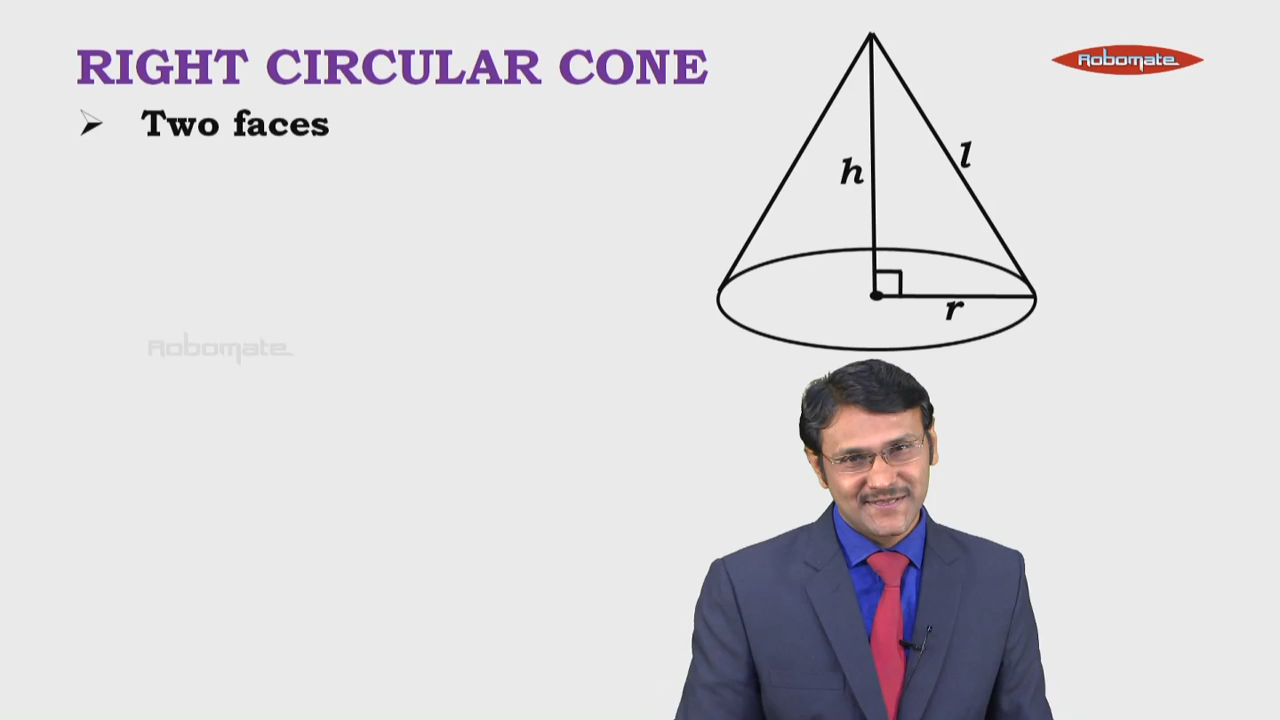 RIGHT CIRCULAR CONE
Robomate
Two faces
h
l
r
Robomate